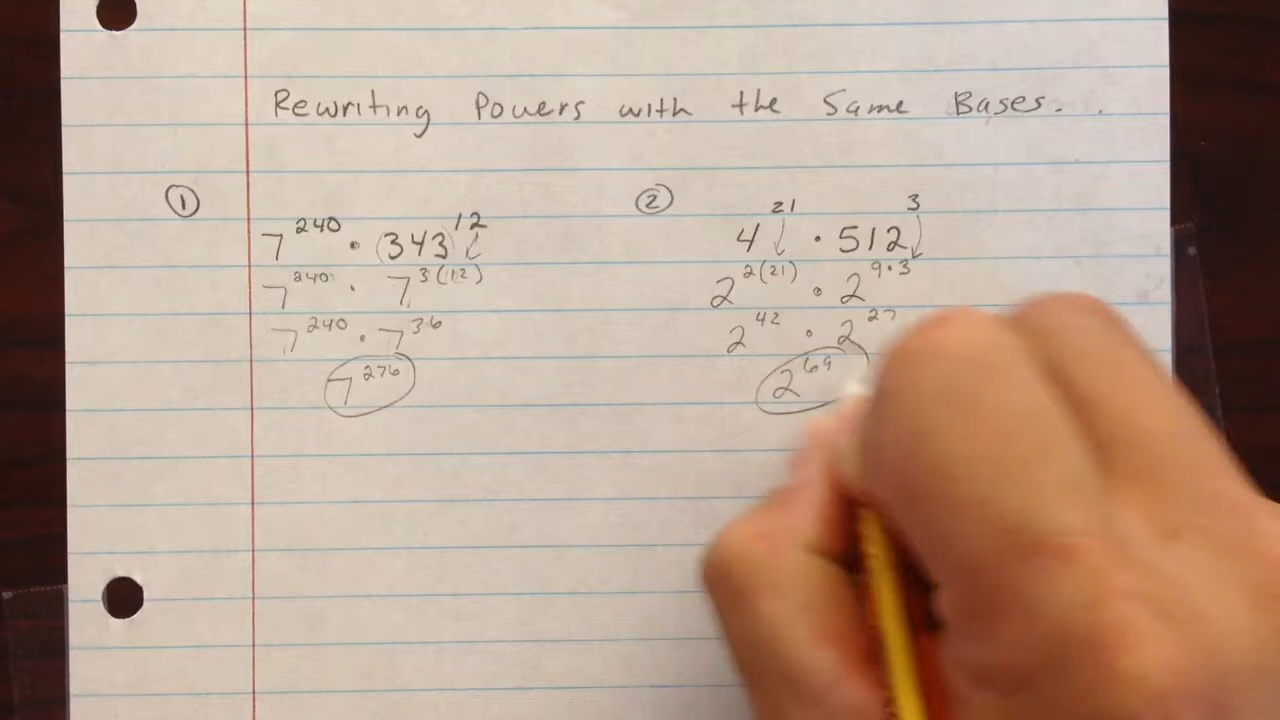 Rewriting Powers with the Same Bases.
①
7^240 · (343)^12
7^240 · 7^3(12)
7^240 · 7^36
7^276
②
4^21 · 512^3
2^2(21) · 2^9·3
2^42 · 2^27
2^69